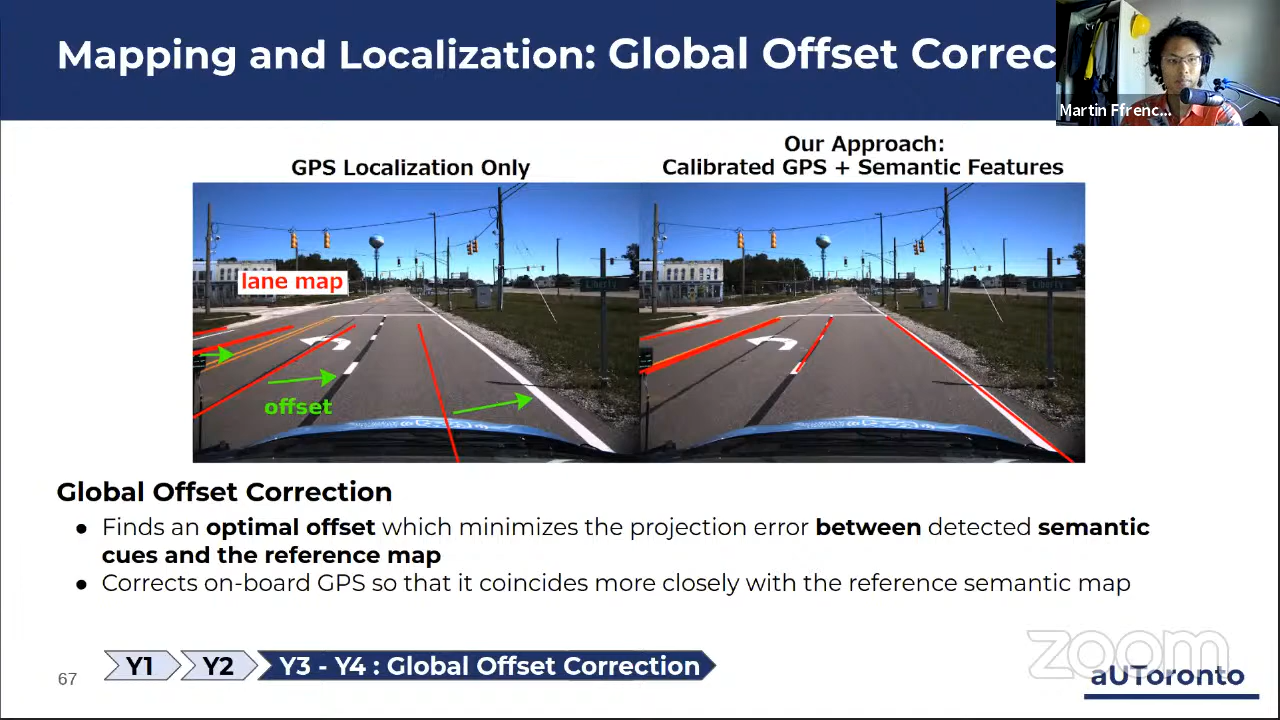 Mapping and Localization: Global Offset Correc
Martin Ffrenc...
GPS Localization Only
Our Approach:
Calibrated GPS + Semantic Features
lane map
Liberty
Liberty
offset
Global Offset Correction
● Finds an optimal offset which minimizes the projection error between detected semantic
cues and the reference map
● Corrects on-board GPS so that it coincides more closely with the reference semantic map
Y1
Y2
Y3 - Y4 : Global Offset Correction
67
zoom
aUToronto